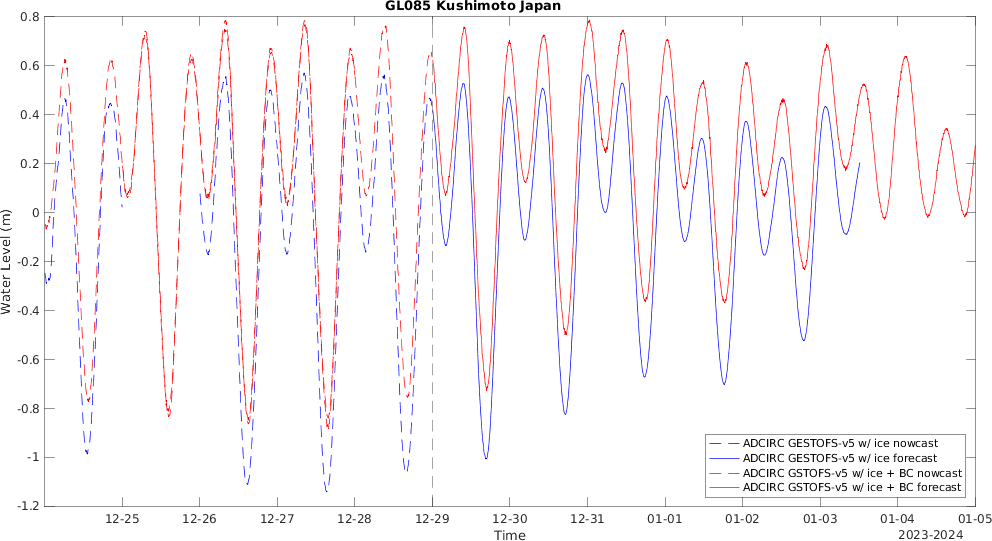 GL085 Kushimoto Japan
0.8
0.6
0.4
0.2
0
-0.2
-0.4
-0.6
-0.8
-1
-1.2
Water Level (m)
ADCIRC GESTOFS-v5 w/ ice nowcast
ADCIRC GESTOFS-v5 w/ ice forecast
ADCIRC GSTOFS-v5 w/ ice + BC nowcast
ADCIRC GSTOFS-v5 w/ ice + BC forecast
12-25 12-26 12-27 12-28 12-29 12-30 12-31 01-01 01-02 01-03 01-04 01-05
Time
2023-2024